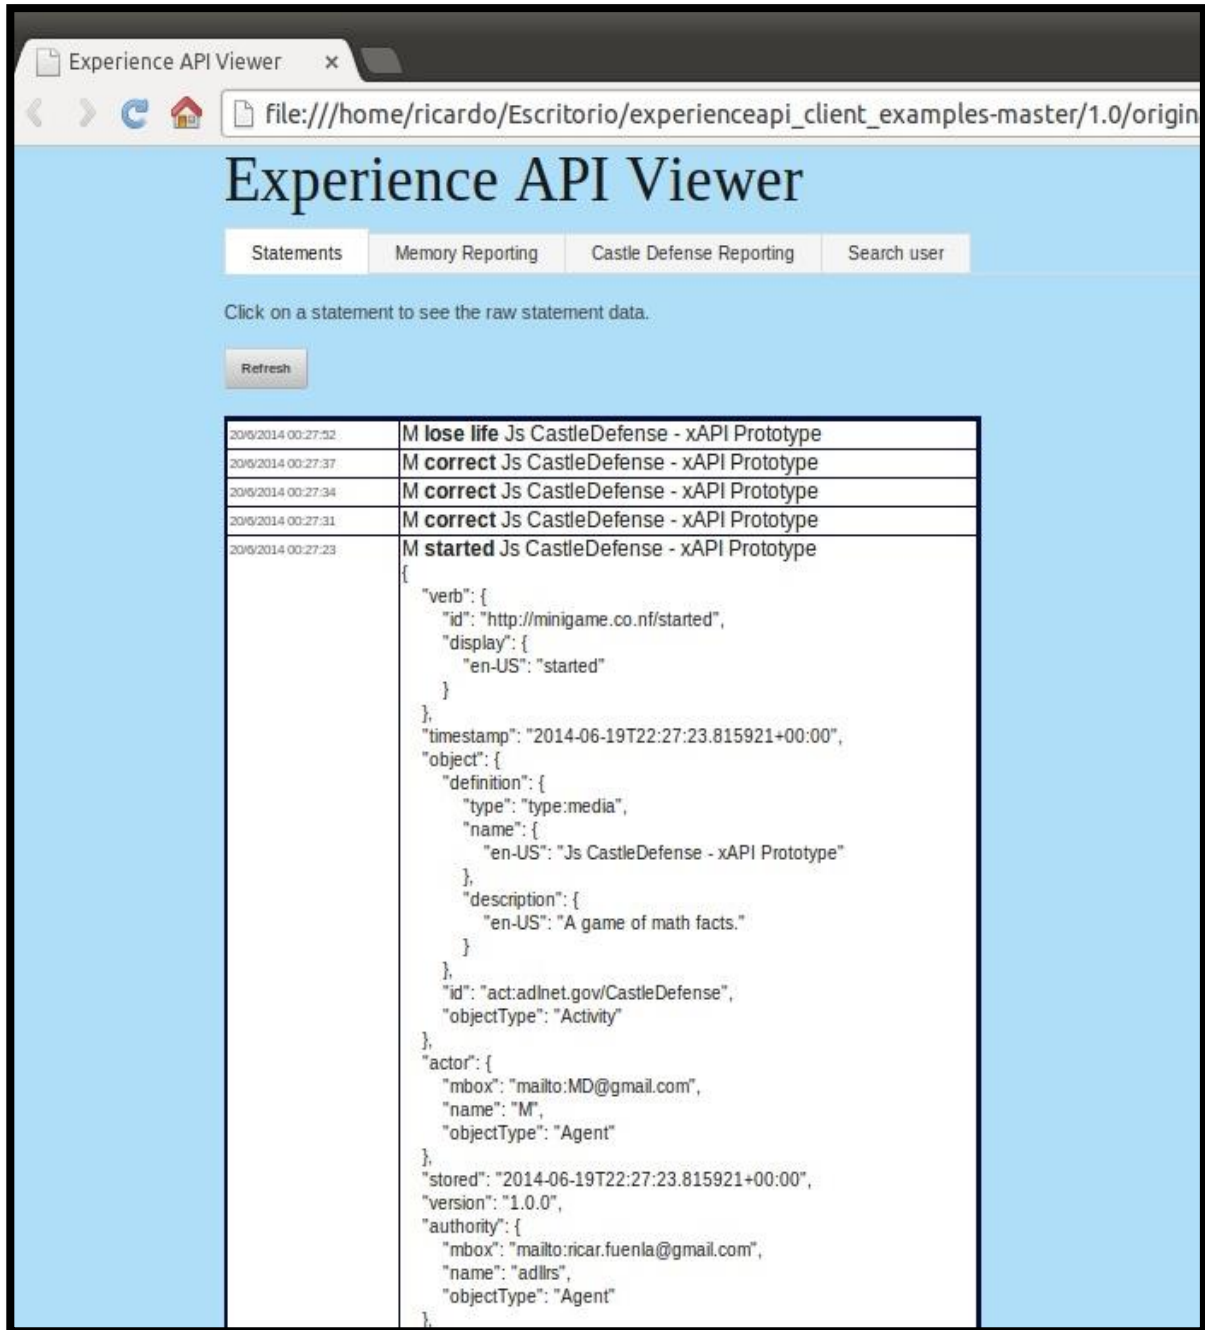 Experience API Viewer ×
file:///home/ricardo/Escritorio/experienceapi_client_examples-master/1.0/origin
Experience API Viewer
Statements Memory Reporting Castle Defense Reporting Search user
Click on a statement to see the raw statement data.
Refresh
20/6/2014 00:27:52 M lose life Js CastleDefense - xAPI Prototype
20/6/2014 00:27:37 M correct Js CastleDefense - xAPI Prototype
20/6/2014 00:27:34 M correct Js CastleDefense - xAPI Prototype
20/6/2014 00:27:31 M correct Js CastleDefense - xAPI Prototype
20/6/2014 00:27:23 M started Js CastleDefense - xAPI Prototype
{
"verb": {
"id": "http://minigame.co.nf/started",
"display": {
"en-US": "started"
}
},
"timestamp": "2014-06-19T22:27:23.815921+00:00",
"object": {
"definition": {
"type": "type:media",
"name": {
"en-US": "Js CastleDefense - xAPI Prototype"
},
"description": {
"en-US": "A game of math facts."
}
},
"id": "act:adlnet.gov/CastleDefense",
"objectType": "Activity"
},
"actor": {
"mbox": "mailto:MD@gmail.com",
"name": "M",
"objectType": "Agent"
},
"stored": "2014-06-19T22:27:23.815921+00:00",
"version": "1.0.0",
"authority": {
"mbox": "mailto:ricar.fuenla@gmail.com",
"name": "adllrs",
"objectType": "Agent"
},